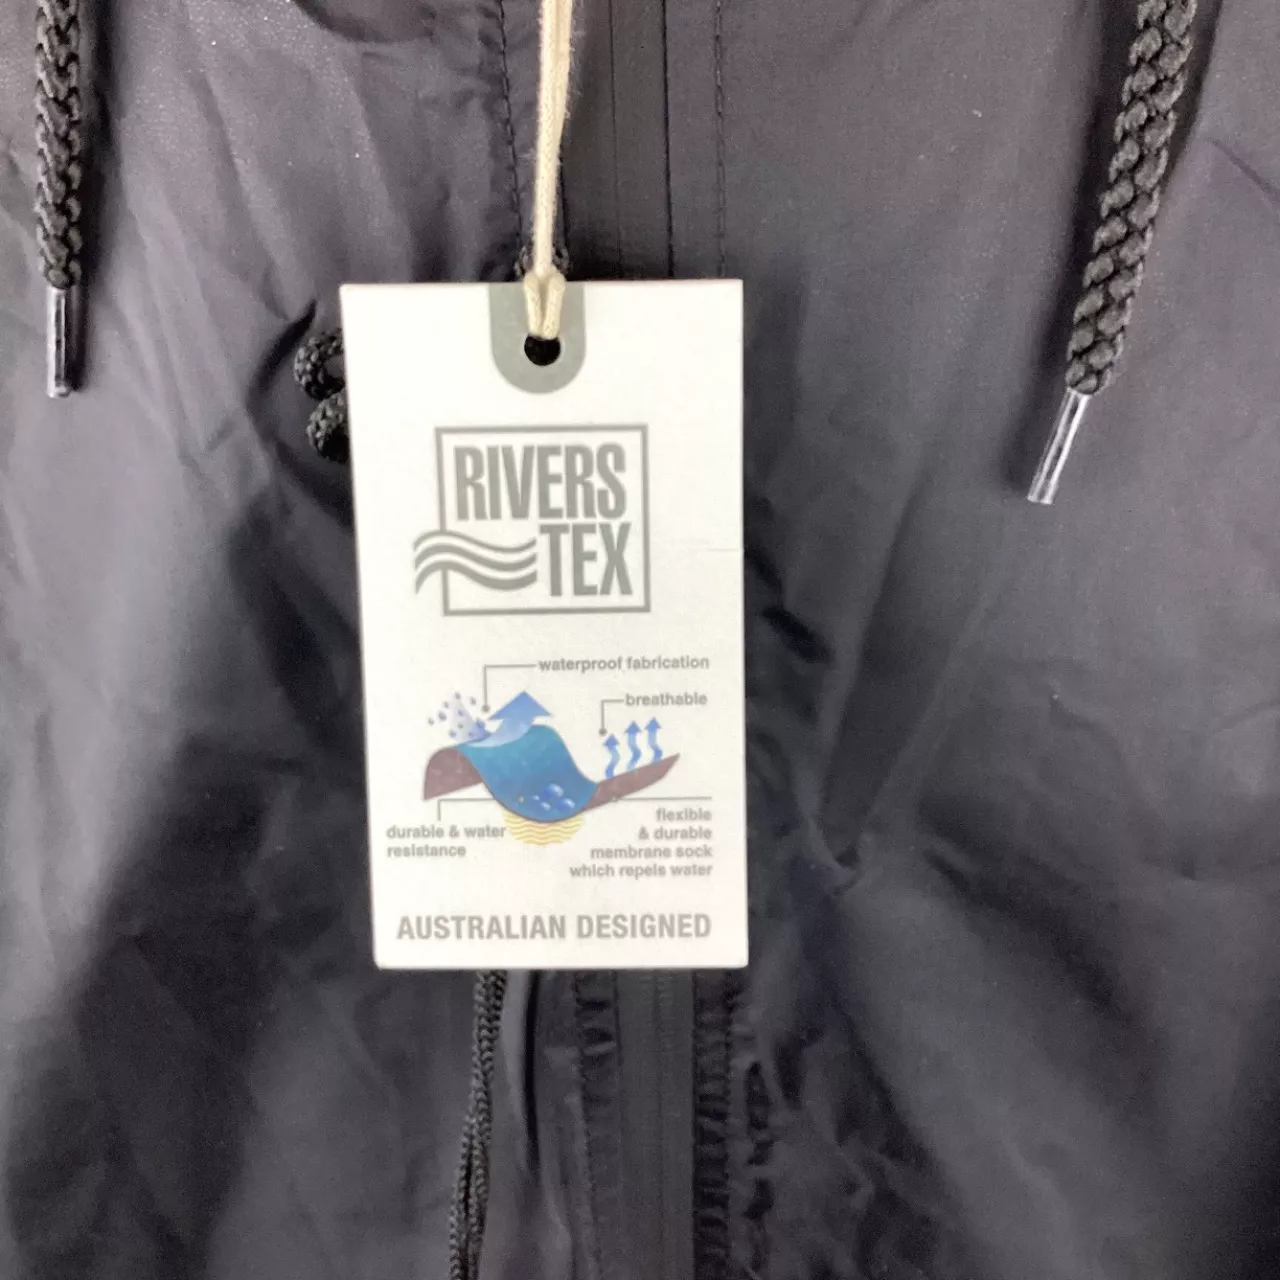 RIVERS
TEX
waterproof fabrication
breathable
durable & water
resistance
flexible
& durable
membrane sock
which repels water
AUSTRALIAN DESIGNED